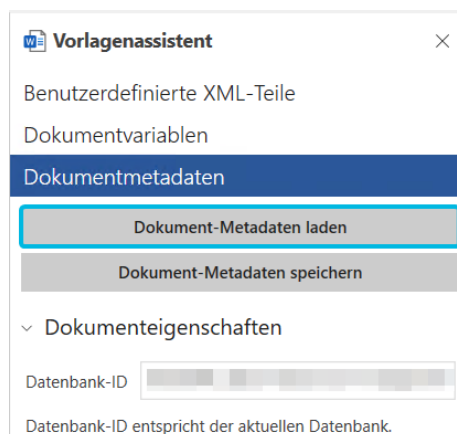 Vorlagenassistent
Benutzerdefinierte XML-Teile
Dokumentvariablen
Dokumentmetadaten
Dokument-Metadaten laden
Dokument-Metadaten speichern
Dokumenteigenschaften
Datenbank-ID
Datenbank-ID entspricht der aktuellen Datenbank.